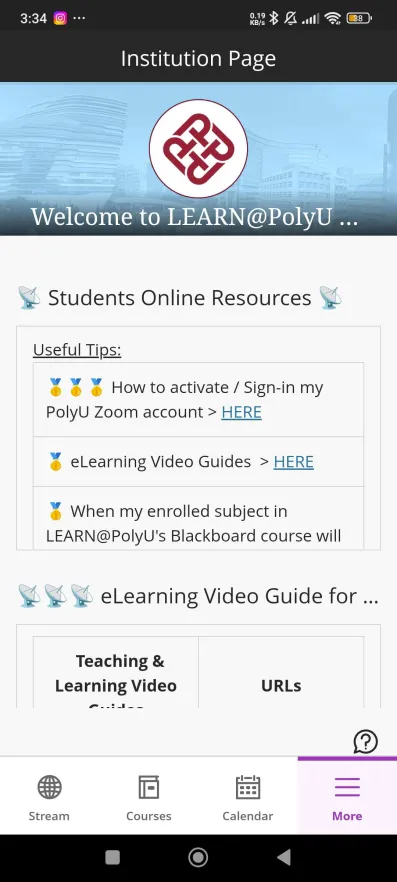 3:34
0.19
KB/s
38
Institution Page
Welcome to LEARN@PolyU ...
Students Online Resources
Useful Tips:
How to activate / Sign-in my
PolyU Zoom account > HERE
eLearning Video Guides > HERE
When my enrolled subject in
LEARN@PolyU's Blackboard course will
eLearning Video Guide for ...
Teaching &
Learning Video
Guides
URLs
Stream
Courses
Calendar
More